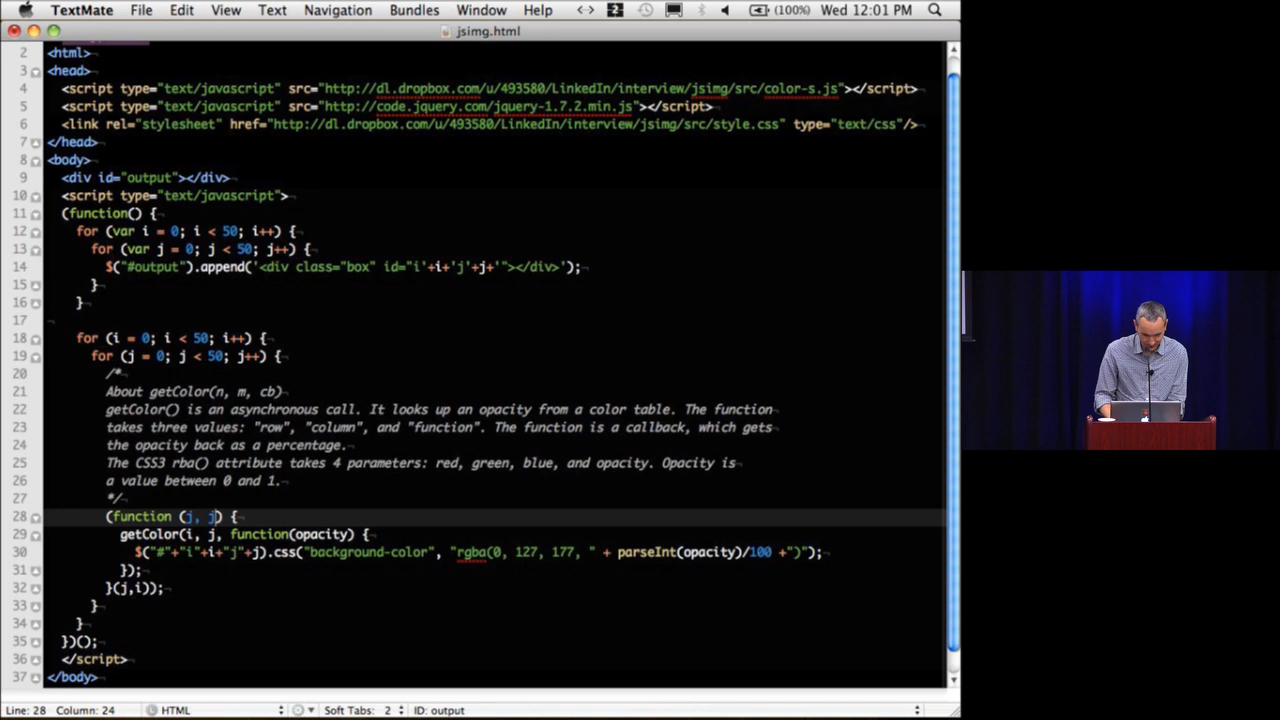 TextMate File Edit View Text Navigation Bundles Window Help 2 (100%) Wed 12:01 PM
jsimg.html
2 <html>
3 <head>
4 <script type="text/javascript" src="http://dl.dropbox.com/u/493580/LinkedIn/interview/jsimg/src/color-s.js"></script>
5 <script type="text/javascript" src="http://code.jquery.com/jquery-1.7.2.min.js"></script>
6 <link rel="stylesheet" href="http://dl.dropbox.com/u/493580/LinkedIn/interview/jsimg/src/style.css" type="text/css"/>
7 </head>
8 <body>
9 <div id="output"></div>
10 <script type="text/javascript">
11 (function() {
12 for (var i = 0; i < 50; i++) {
13 for (var j = 0; j < 50; j++) {
14 $("#output").append('<div class="box" id="i'+i+'j'+j+'"></div>');
15 }
16 }
17
18 for (i = 0; i < 50; i++) {
19 for (j = 0; j < 50; j++) {
20 /*
21 About getColor(n, m, cb)
22 getColor() is an asynchronous call. It looks up an opacity from a color table. The function
23 takes three values: "row", "column", and "function". The function is a callback, which gets
24 the opacity back as a percentage.
25 The CSS3 rba() attribute takes 4 parameters: red, green, blue, and opacity. Opacity is
26 a value between 0 and 1.
27 */
28 (function (j, j) {
29 getColor(i, j, function(opacity) {
30 $("#"+"i"+i+"j"+j).css("background-color", "rgba(0, 127, 177, " + parseInt(opacity)/100 +")");
31 });
32 }(j,i));
33 }
34 }
35 })();
36 </script>
37 </body>
Line: 28 Column: 24 HTML Soft Tabs: 2 ID: output